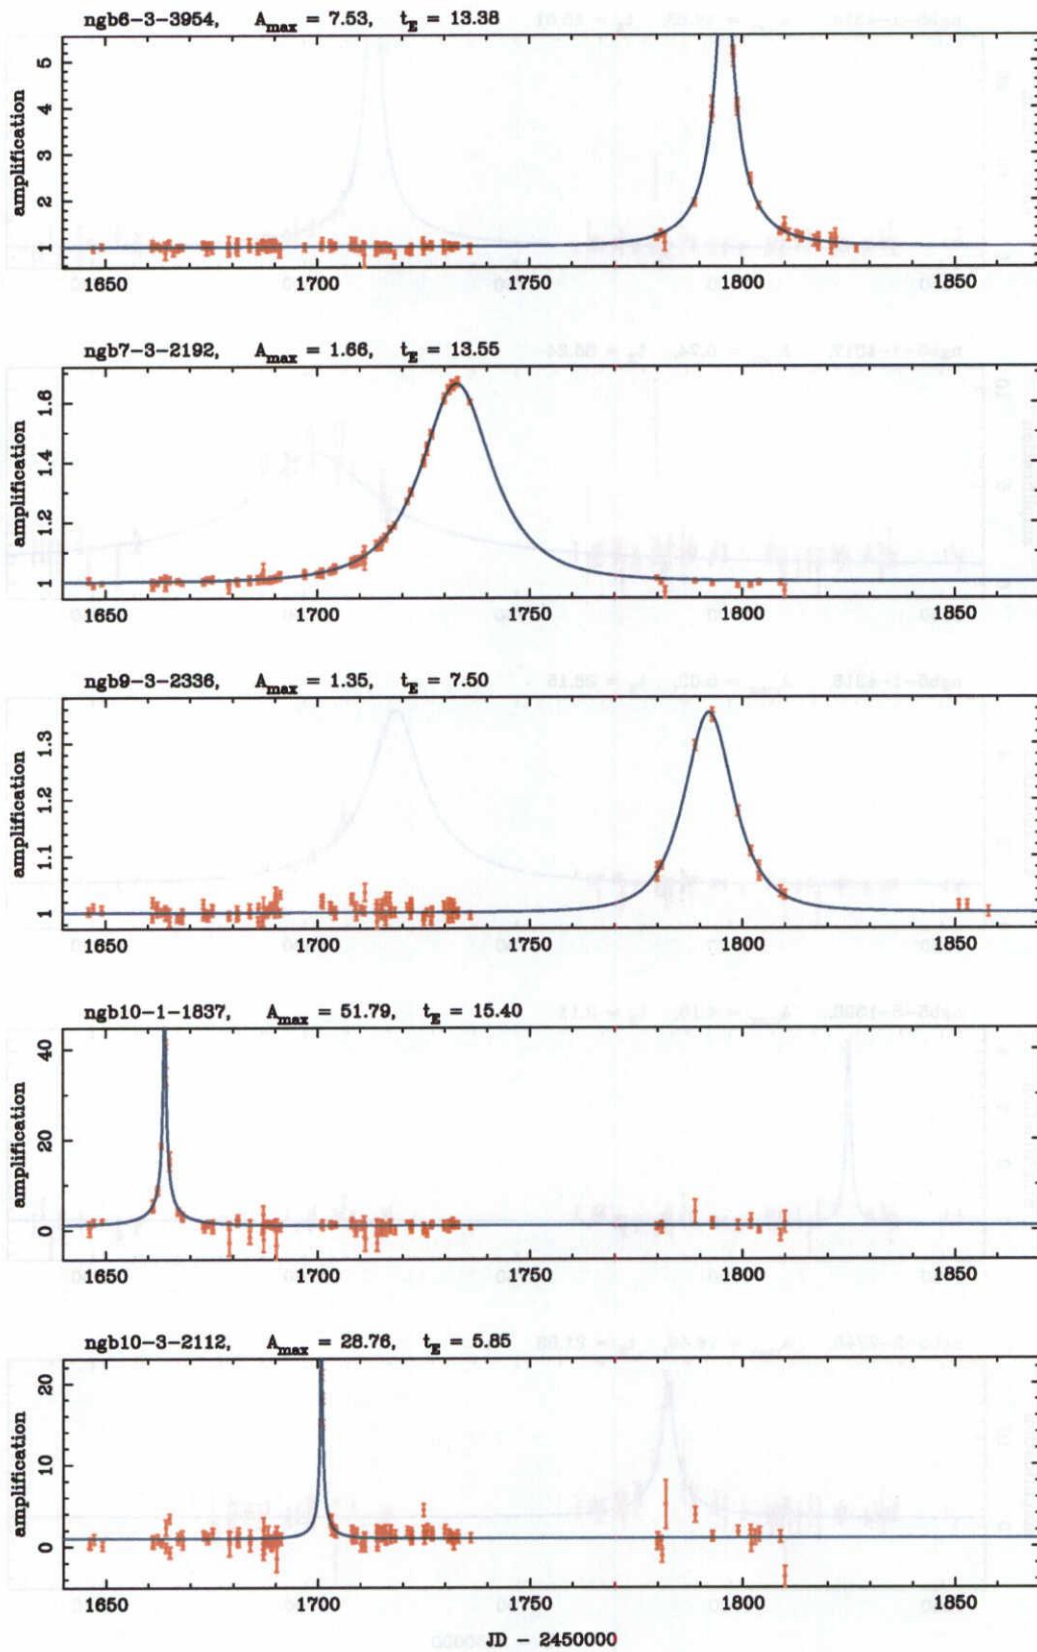 ngb6-3-3954, A_max = 7.53, t_E = 13.38
amplification
5
4
3
2
1
1650 1700 1750 1800 1850
ngb7-3-2192, A_max = 1.66, t_E = 13.55
amplification
1.6
1.4
1.2
1
1650 1700 1750 1800 1850
ngb9-3-2336, A_max = 1.35, t_E = 7.50
amplification
1.3
1.2
1.1
1
1650 1700 1750 1800 1850
ngb10-1-1837, A_max = 51.79, t_E = 15.40
amplification
40
20
0
1650 1700 1750 1800 1850
ngb10-3-2112, A_max = 28.76, t_E = 5.85
amplification
20
10
0
1650 1700 1750 1800 1850
JD - 2450000